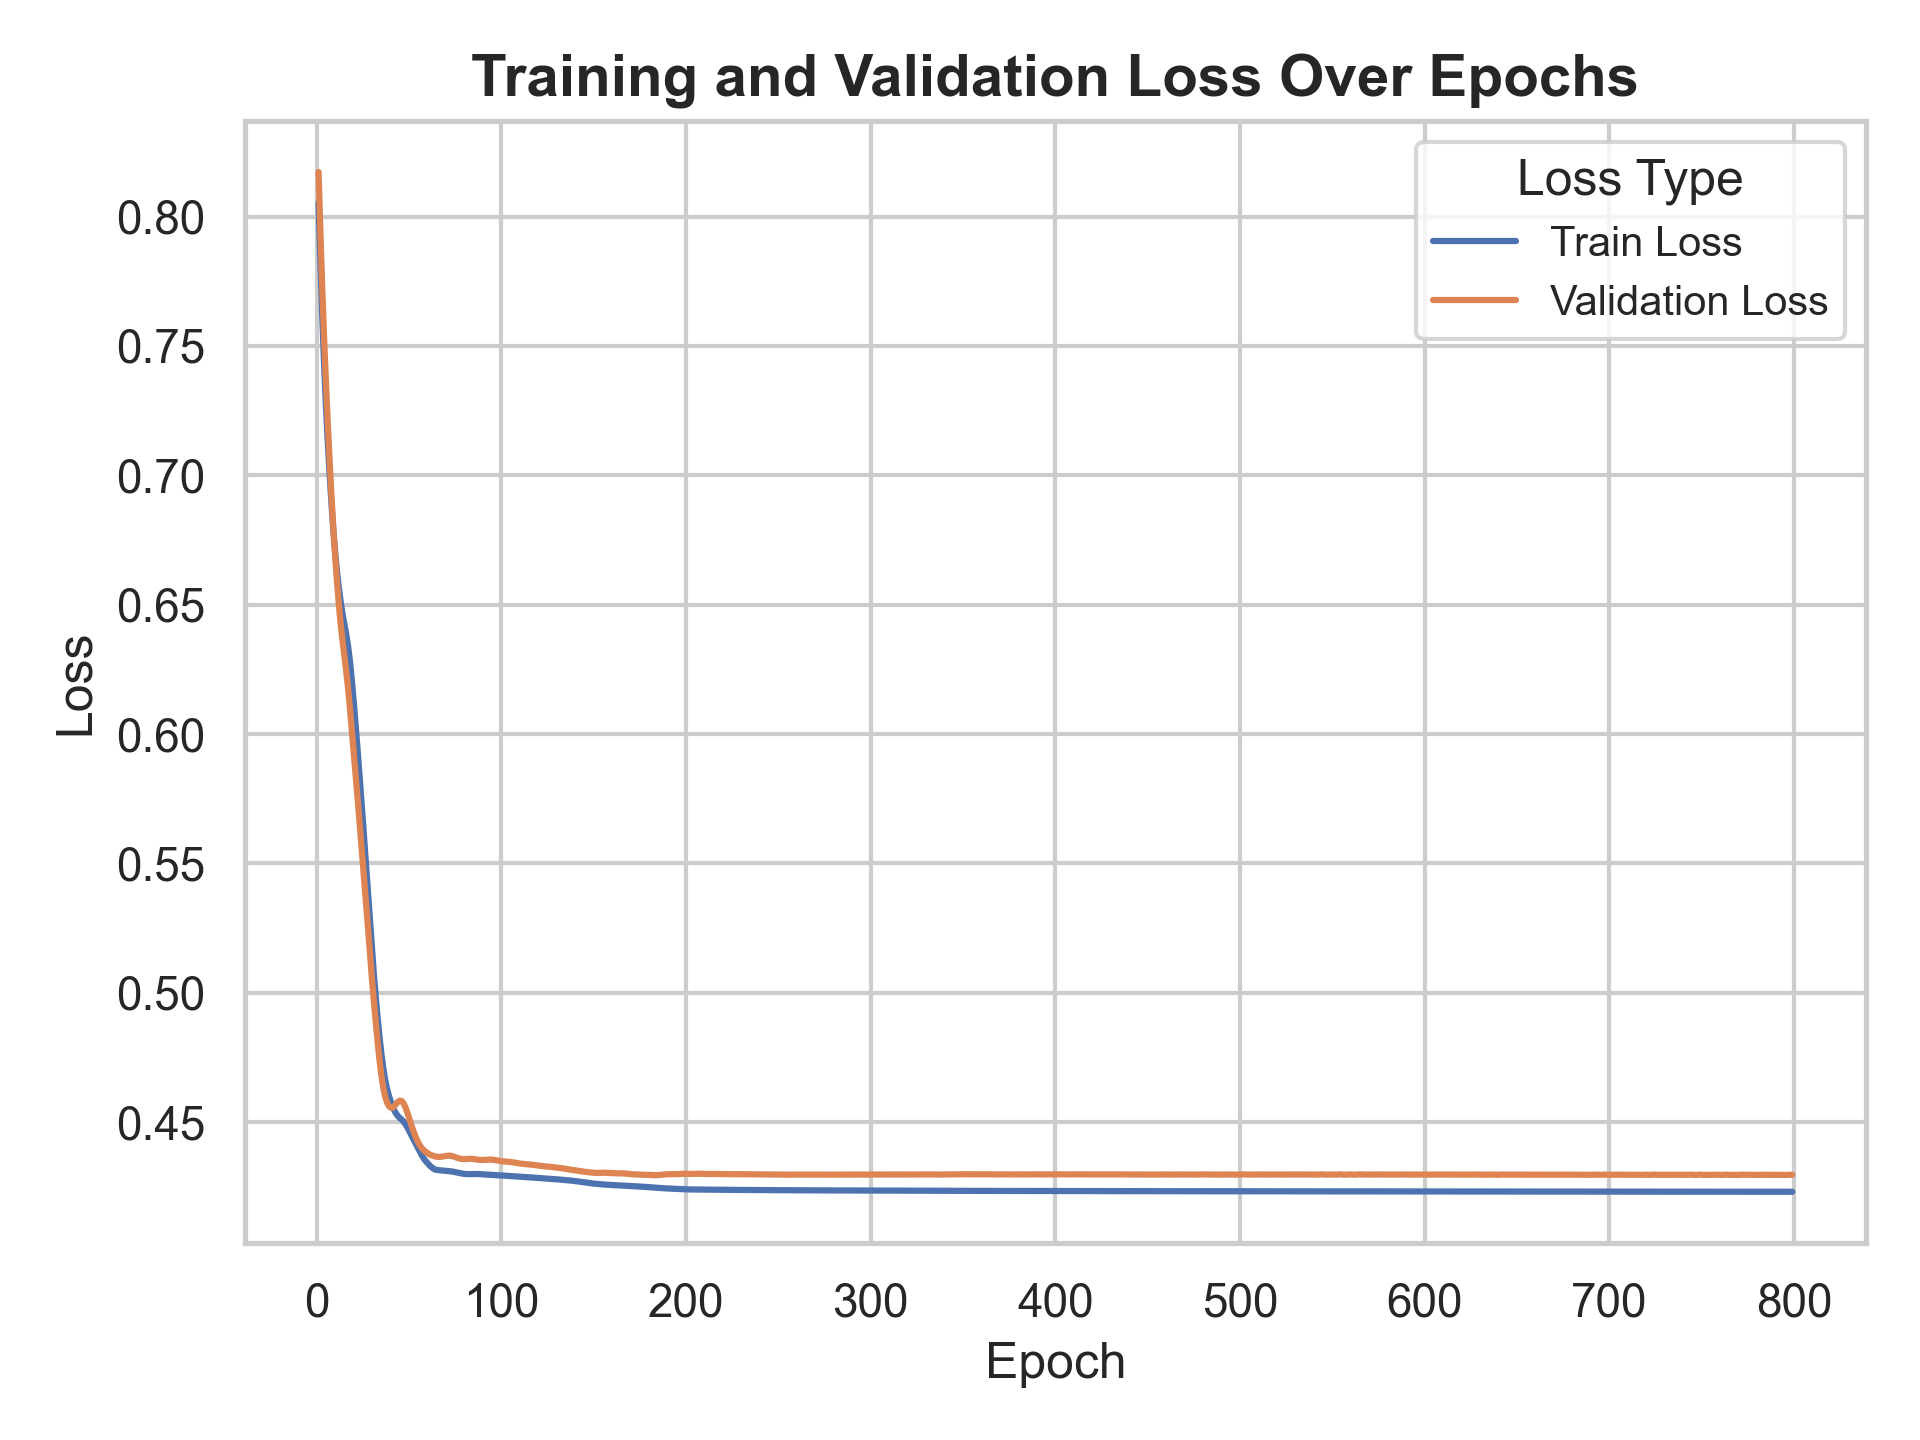 Training and Validation Loss Over Epochs
Loss Type
Train Loss
Validation Loss
0.80
0.75
0.70
0.65
0.60
0.55
0.50
0.45
Loss
0 100 200 300 400 500 600 700 800
Epoch